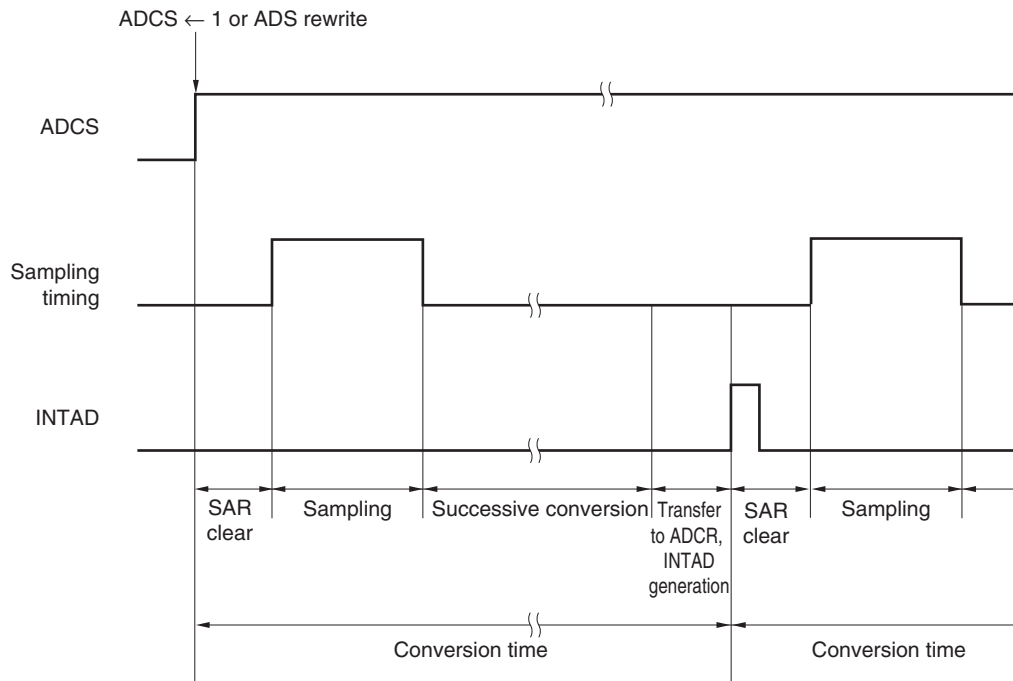 ADCS ← 1 or ADS rewrite
ADCS
Sampling
timing
INTAD
SAR
clear
Sampling
Successive conversion
Transfer
to ADCR,
INTAD
generation
SAR
clear
Sampling
Conversion time
Conversion time